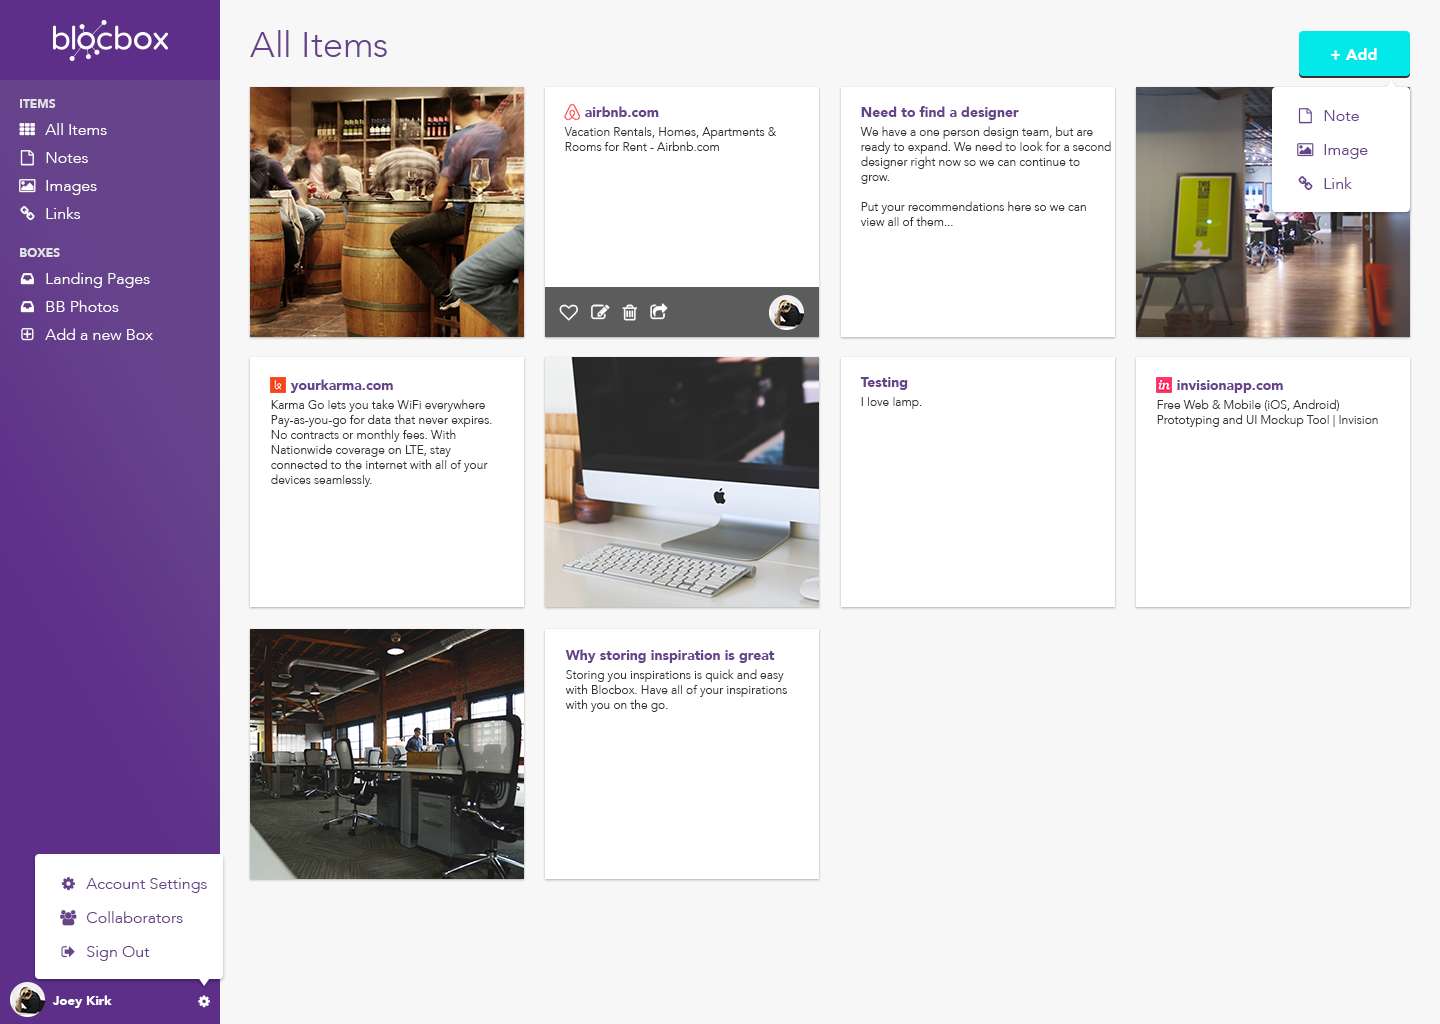 blocbox
ITEMS
All Items
Notes
Images
Links
BOXES
Landing Pages
BB Photos
Add a new Box
Account Settings
Collaborators
Sign Out
Joey Kirk
All Items
+ Add
Note
Image
Link
airbnb.com
Vacation Rentals, Homes, Apartments &
Rooms for Rent - Airbnb.com
Need to find a designer
We have a one person design team, but are
ready to expand. We need to look for a second
designer right now so we can continue to
grow.
Put your recommendations here so we can
view all of them...
THIS
IS AN
yourkarma.com
Karma Go lets you take WiFi everywhere
Pay-as-you-go for data that never expires.
No contracts or monthly fees. With
Nationwide coverage on LTE, stay
connected to the internet with all of your
devices seamlessly.
Testing
I love lamp.
in invisionapp.com
Free Web & Mobile (iOS, Android)
Prototyping and UI Mockup Tool | Invision
Why storing inspiration is great
Storing you inspirations is quick and easy
with Blocbox. Have all of your inspirations
with you on the go.